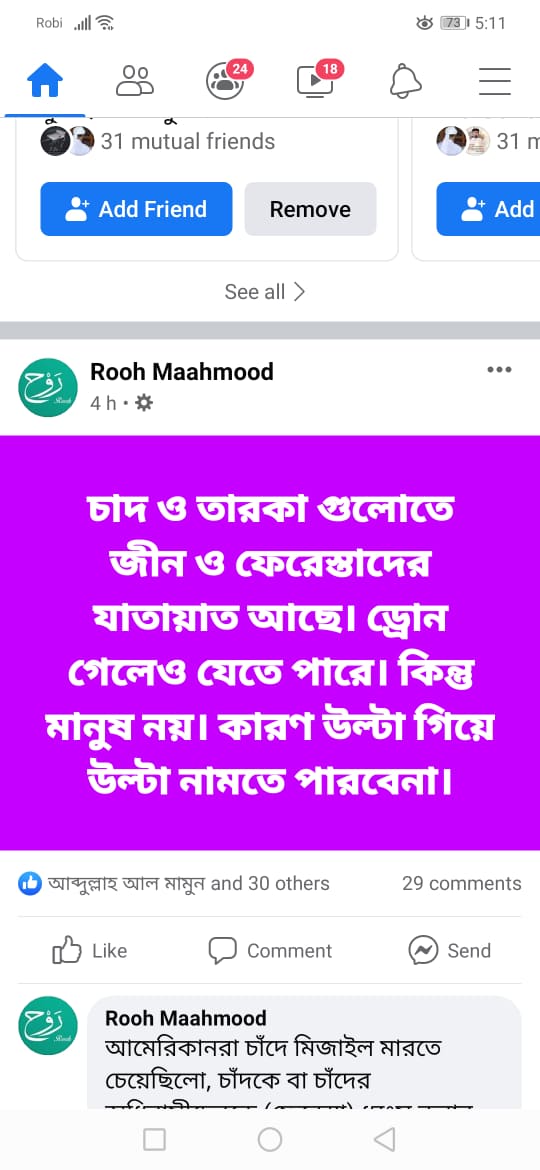 Robi 73 5:11
24 18
31 mutual friends 31 m
Add Friend Remove Add
See all >
Rooh Maahmood
4 h •
চাদ ও তারকা গুলোতে
জীন ও ফেরেস্তাদের
যাতায়াত আছে। ড্রোন
গেলেও যেতে পারে। কিন্তু
মানুষ নয়। কারণ উল্টা গিয়ে
উল্টা নামতে পারবেনা।
আব্দুল্লাহ আল মামুন and 30 others 29 comments
Like Comment Send
Rooh Maahmood
আমেরিকানরা চাঁদে মিজাইল মারতে
চেয়েছিলো, চাঁদকে বা চাঁদের